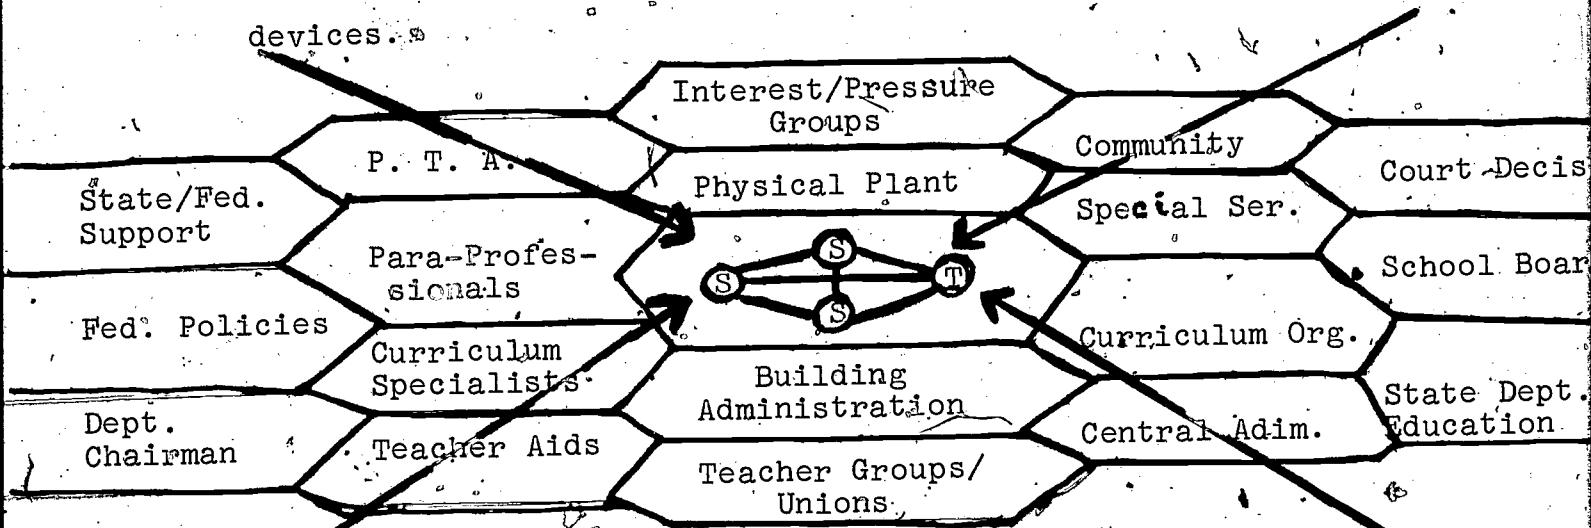 devices.
Interest/Pressure
Groups
P. T. A.
Community
Court Decis
State/Fed.
Support
Physical Plant
Special Ser.
Para-Profes-
sionals
S
S
T
S
School Boar
Fed. Policies
Curriculum Org.
Curriculum
Specialists
Building
Administration
State Dept.
Education
Dept.
Chairman
Teacher Aids
Central Adim.
Teacher Groups/
Unions